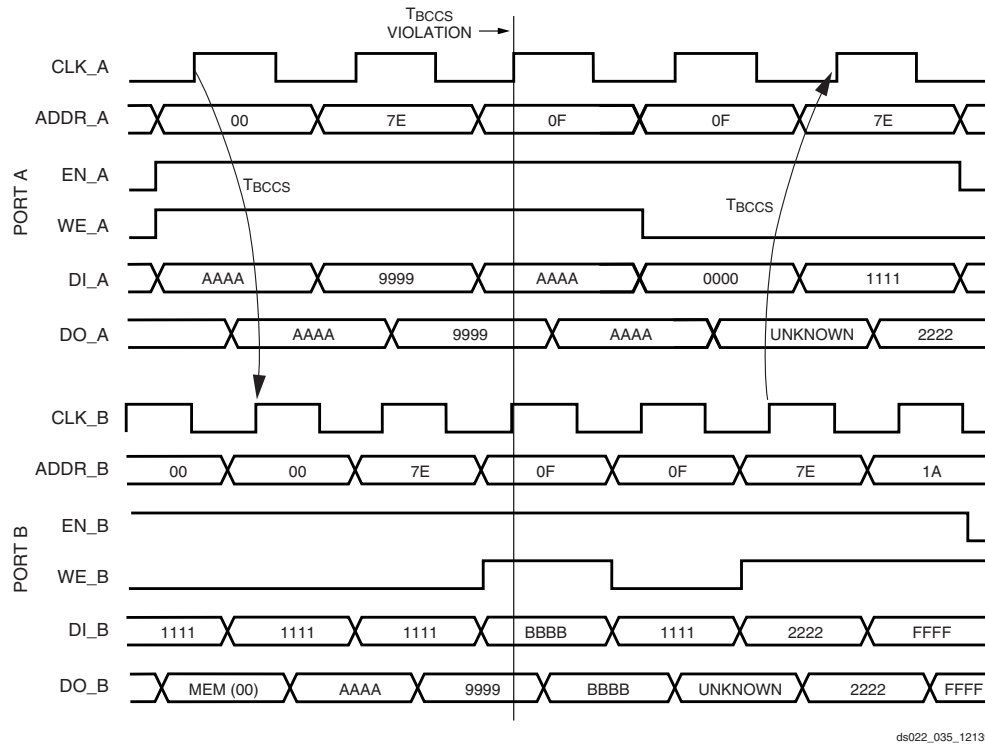 TBCCS
VIOLATION
CLK_A
ADDR_A 00 7E 0F 0F 7E
EN_A
TBCCS
TBCCS
WE_A
DI_A AAAA 9999 AAAA 0000 1111
DO_A AAAA 9999 AAAA UNKNOWN 2222
PORT A
CLK_B
ADDR_B 00 00 7E 0F 0F 7E 1A
EN_B
WE_B
DI_B 1111 1111 1111 BBBB 1111 2222 FFFF
DO_B MEM (00) AAAA 9999 BBBB UNKNOWN 2222 FFFF
PORT B